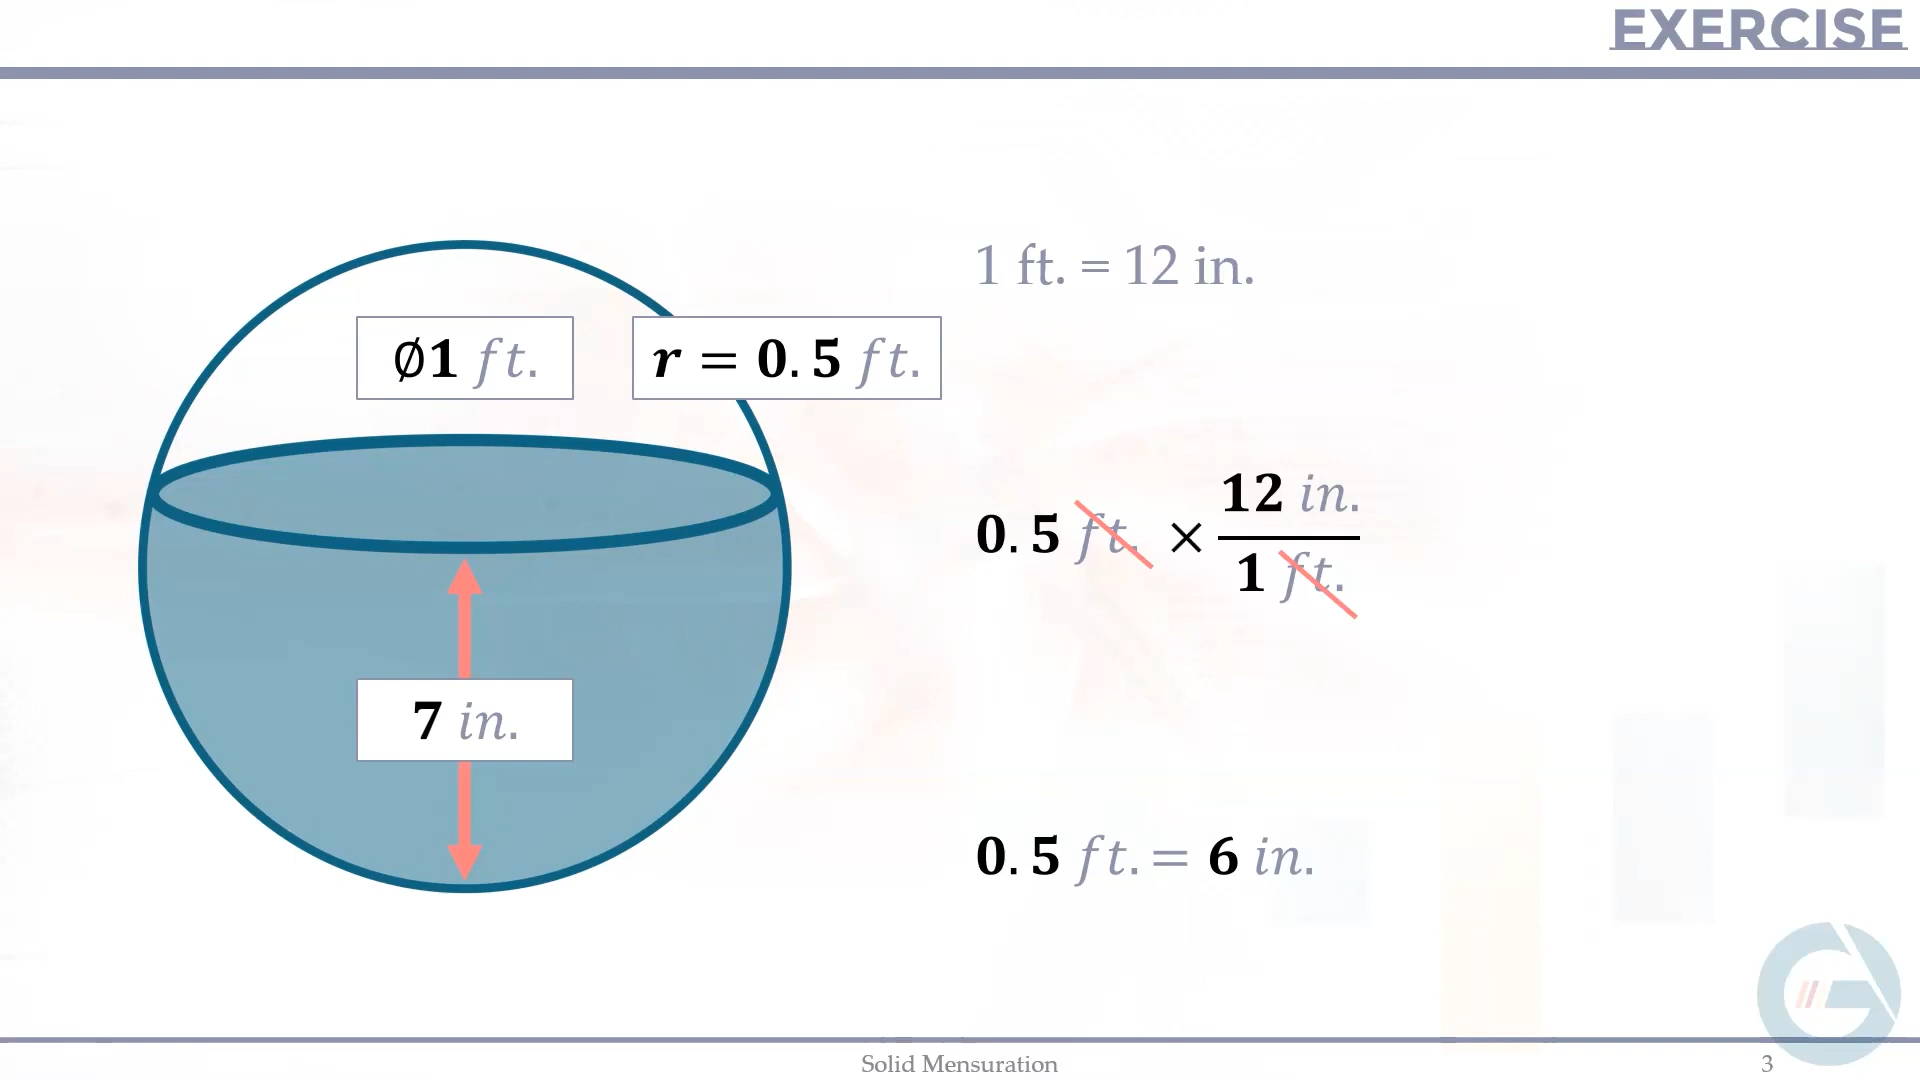 EXERCISE
1 ft. = 12 in.
∅1 ft.
r = 0.5 ft.
0.5 ft. × 12 in. / 1 ft.
7 in.
0.5 ft. = 6 in.
Solid Mensuration
3